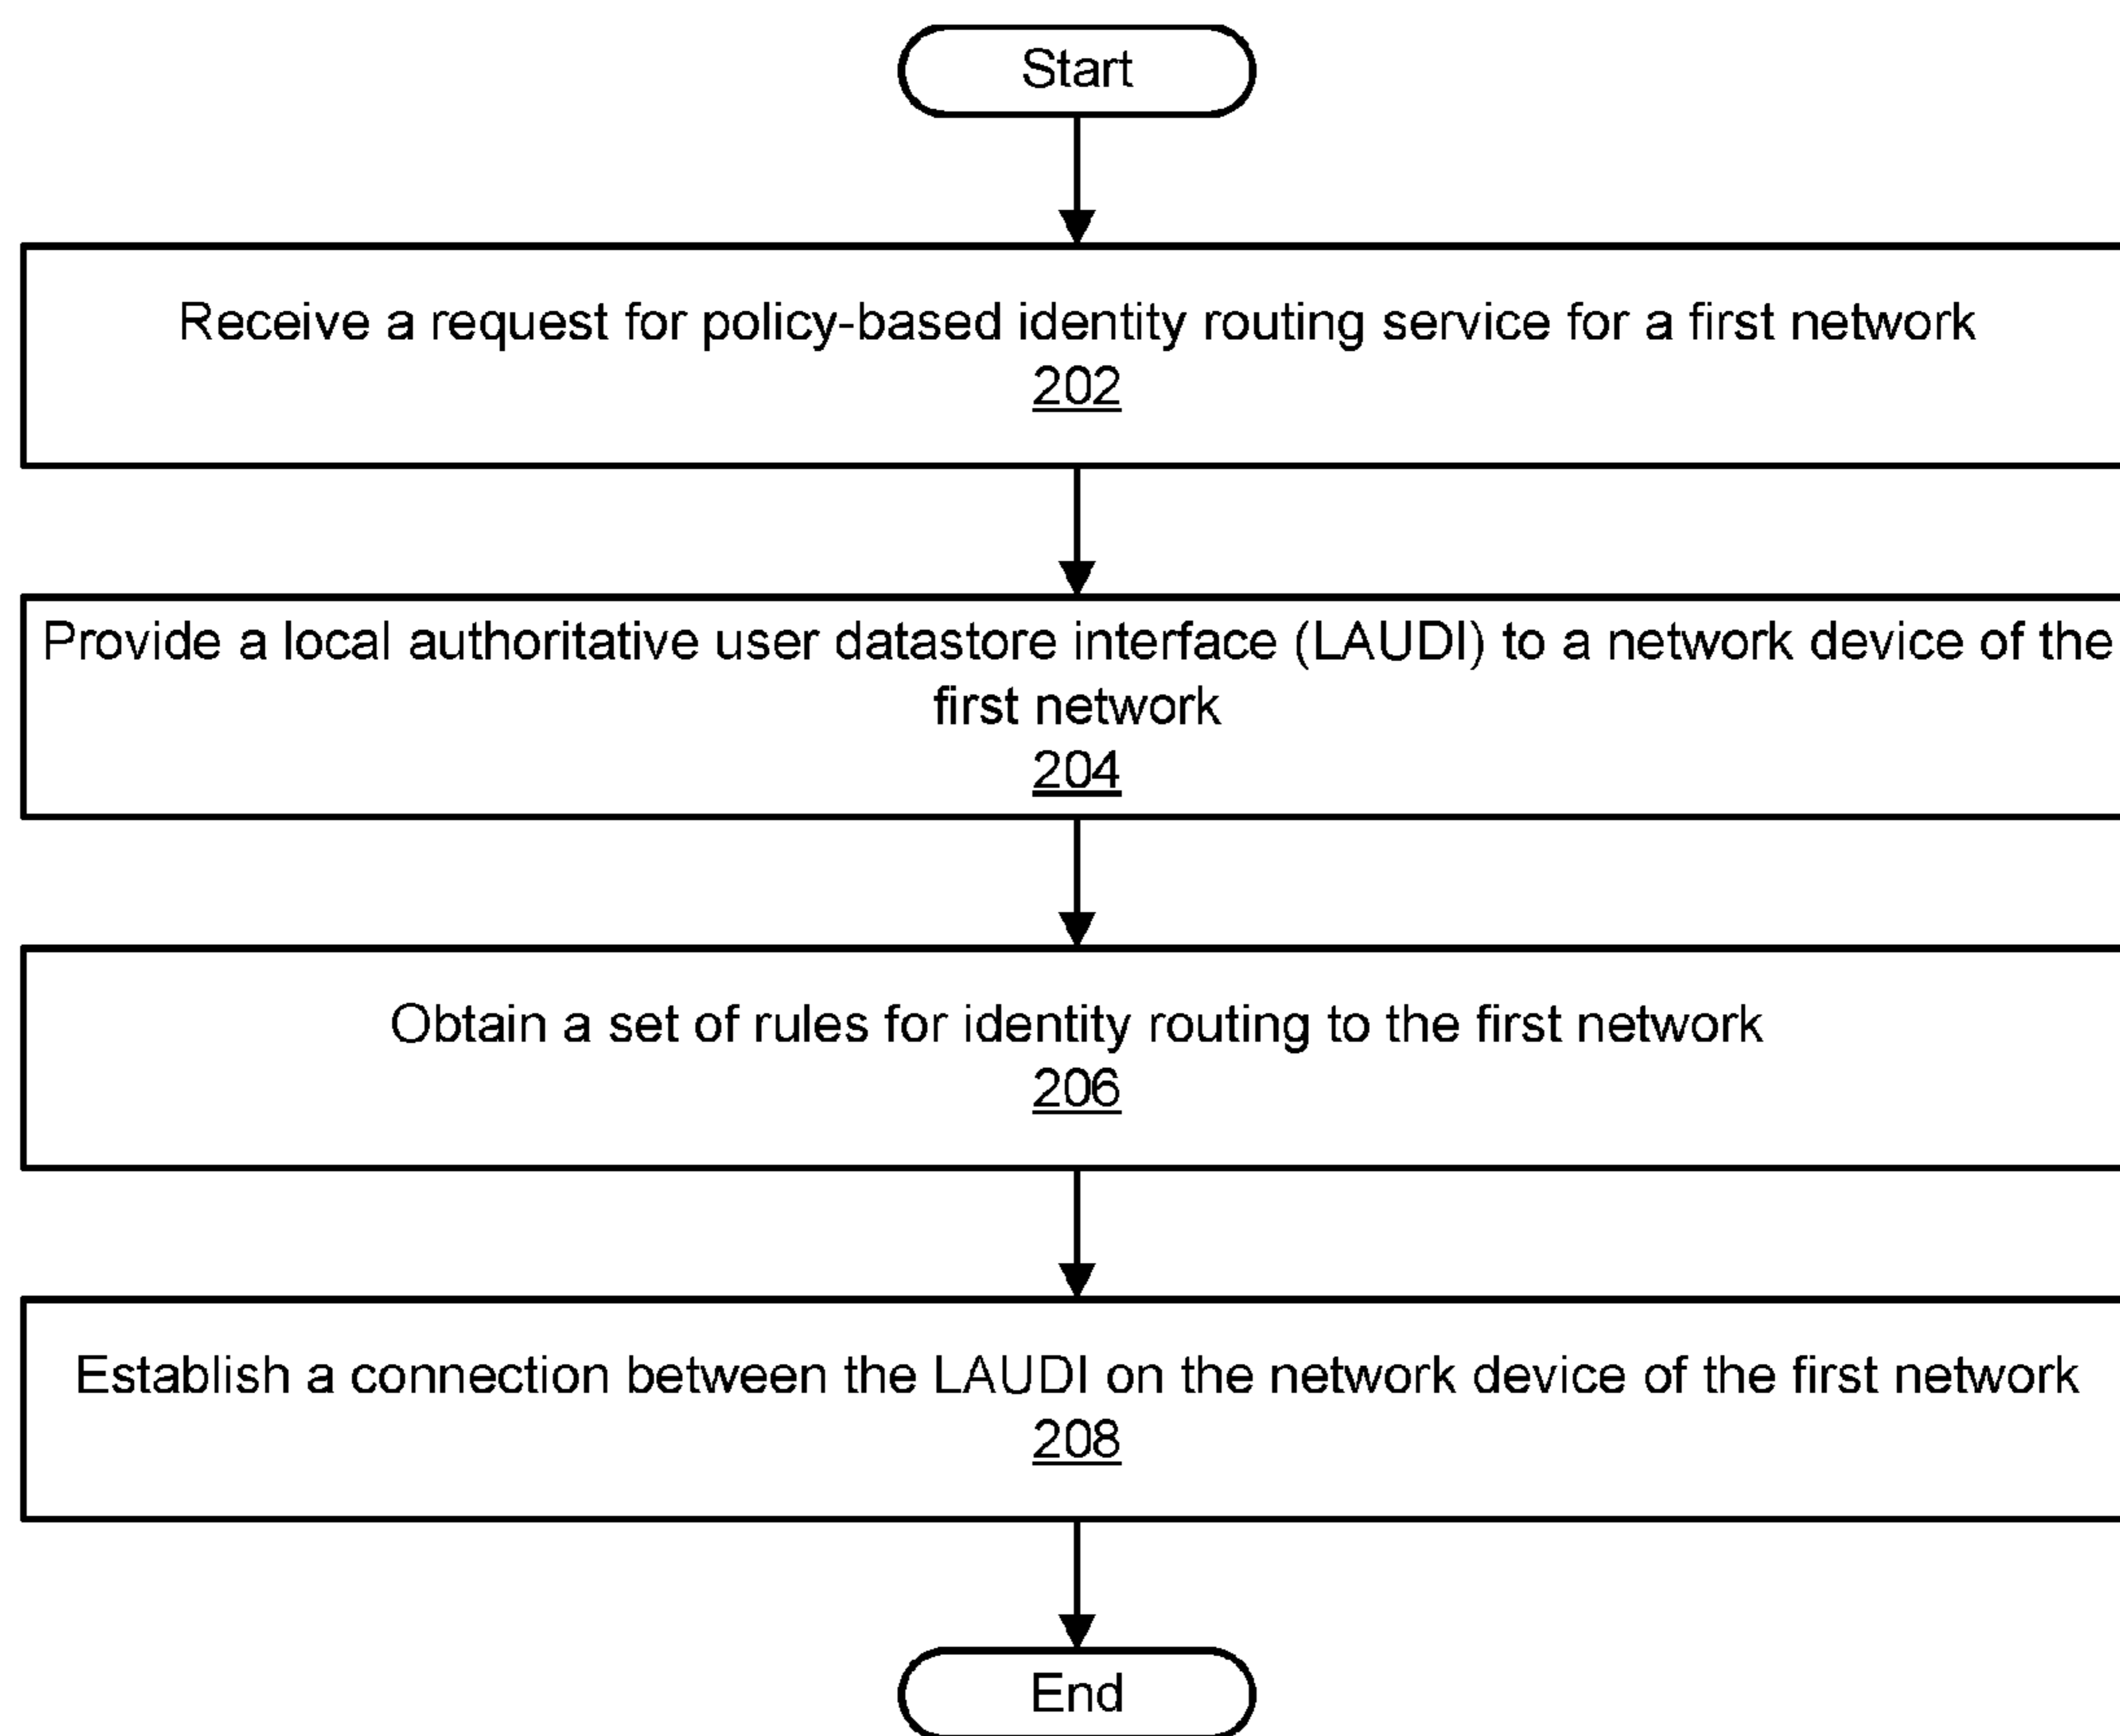 Start
Receive a request for policy-based identity routing service for a first network
202
Provide a local authoritative user datastore interface (LAUDI) to a network device of the
first network
204
Obtain a set of rules for identity routing to the first network
206
Establish a connection between the LAUDI on the network device of the first network
208
End